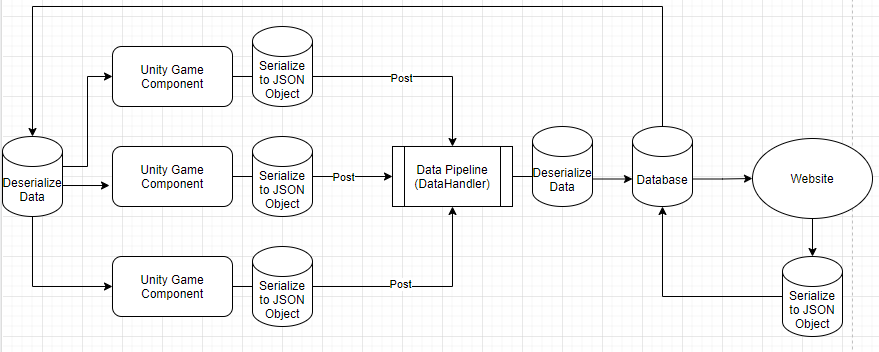 Unity Game
Component
Serialize
to JSON
Object
Post
Deserialize
Data
Unity Game
Component
Serialize
to JSON
Object
Post
Data Pipeline
(DataHandler)
Deserialize
Data
Database
Website
Unity Game
Component
Serialize
to JSON
Object
Post
Serialize
to JSON
Object